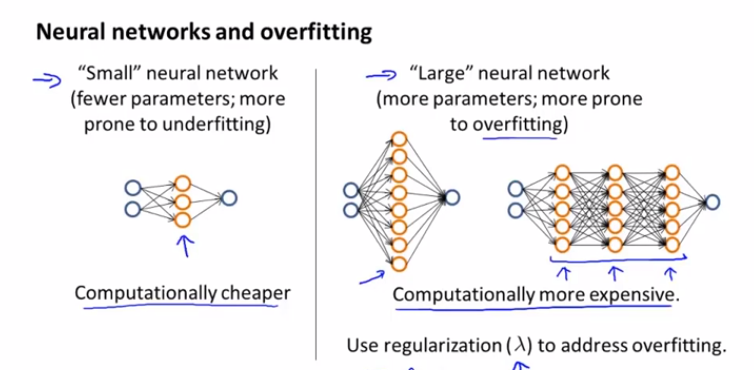 Neural networks and overfitting
"Small" neural network
(fewer parameters; more
prone to underfitting)
Computationally cheaper
"Large" neural network
(more parameters; more prone
to overfitting)
Computationally more expensive.
Use regularization (λ) to address overfitting.